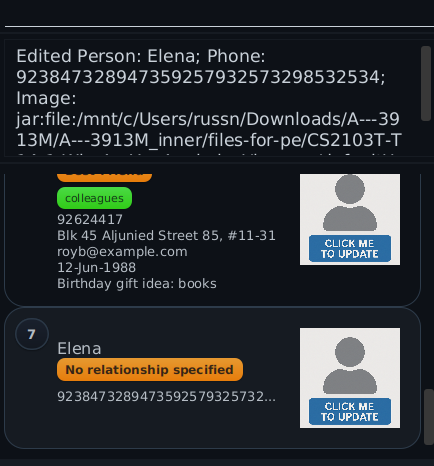 Edited Person: Elena; Phone:
923847328947359257932573298532534;
Image:
jar:file:/mnt/c/Users/russn/Downloads/A---39
13M/A---3913M_inner/files-for-pe/CS2103T-T
colleagues
92624417
Blk 45 Aljunied Street 85, #11-31
royb@example.com
12-Jun-1988
Birthday gift idea: books
CLICK ME
TO UPDATE
7
Elena
No relationship specified
9238473289473592579325732...
CLICK ME
TO UPDATE